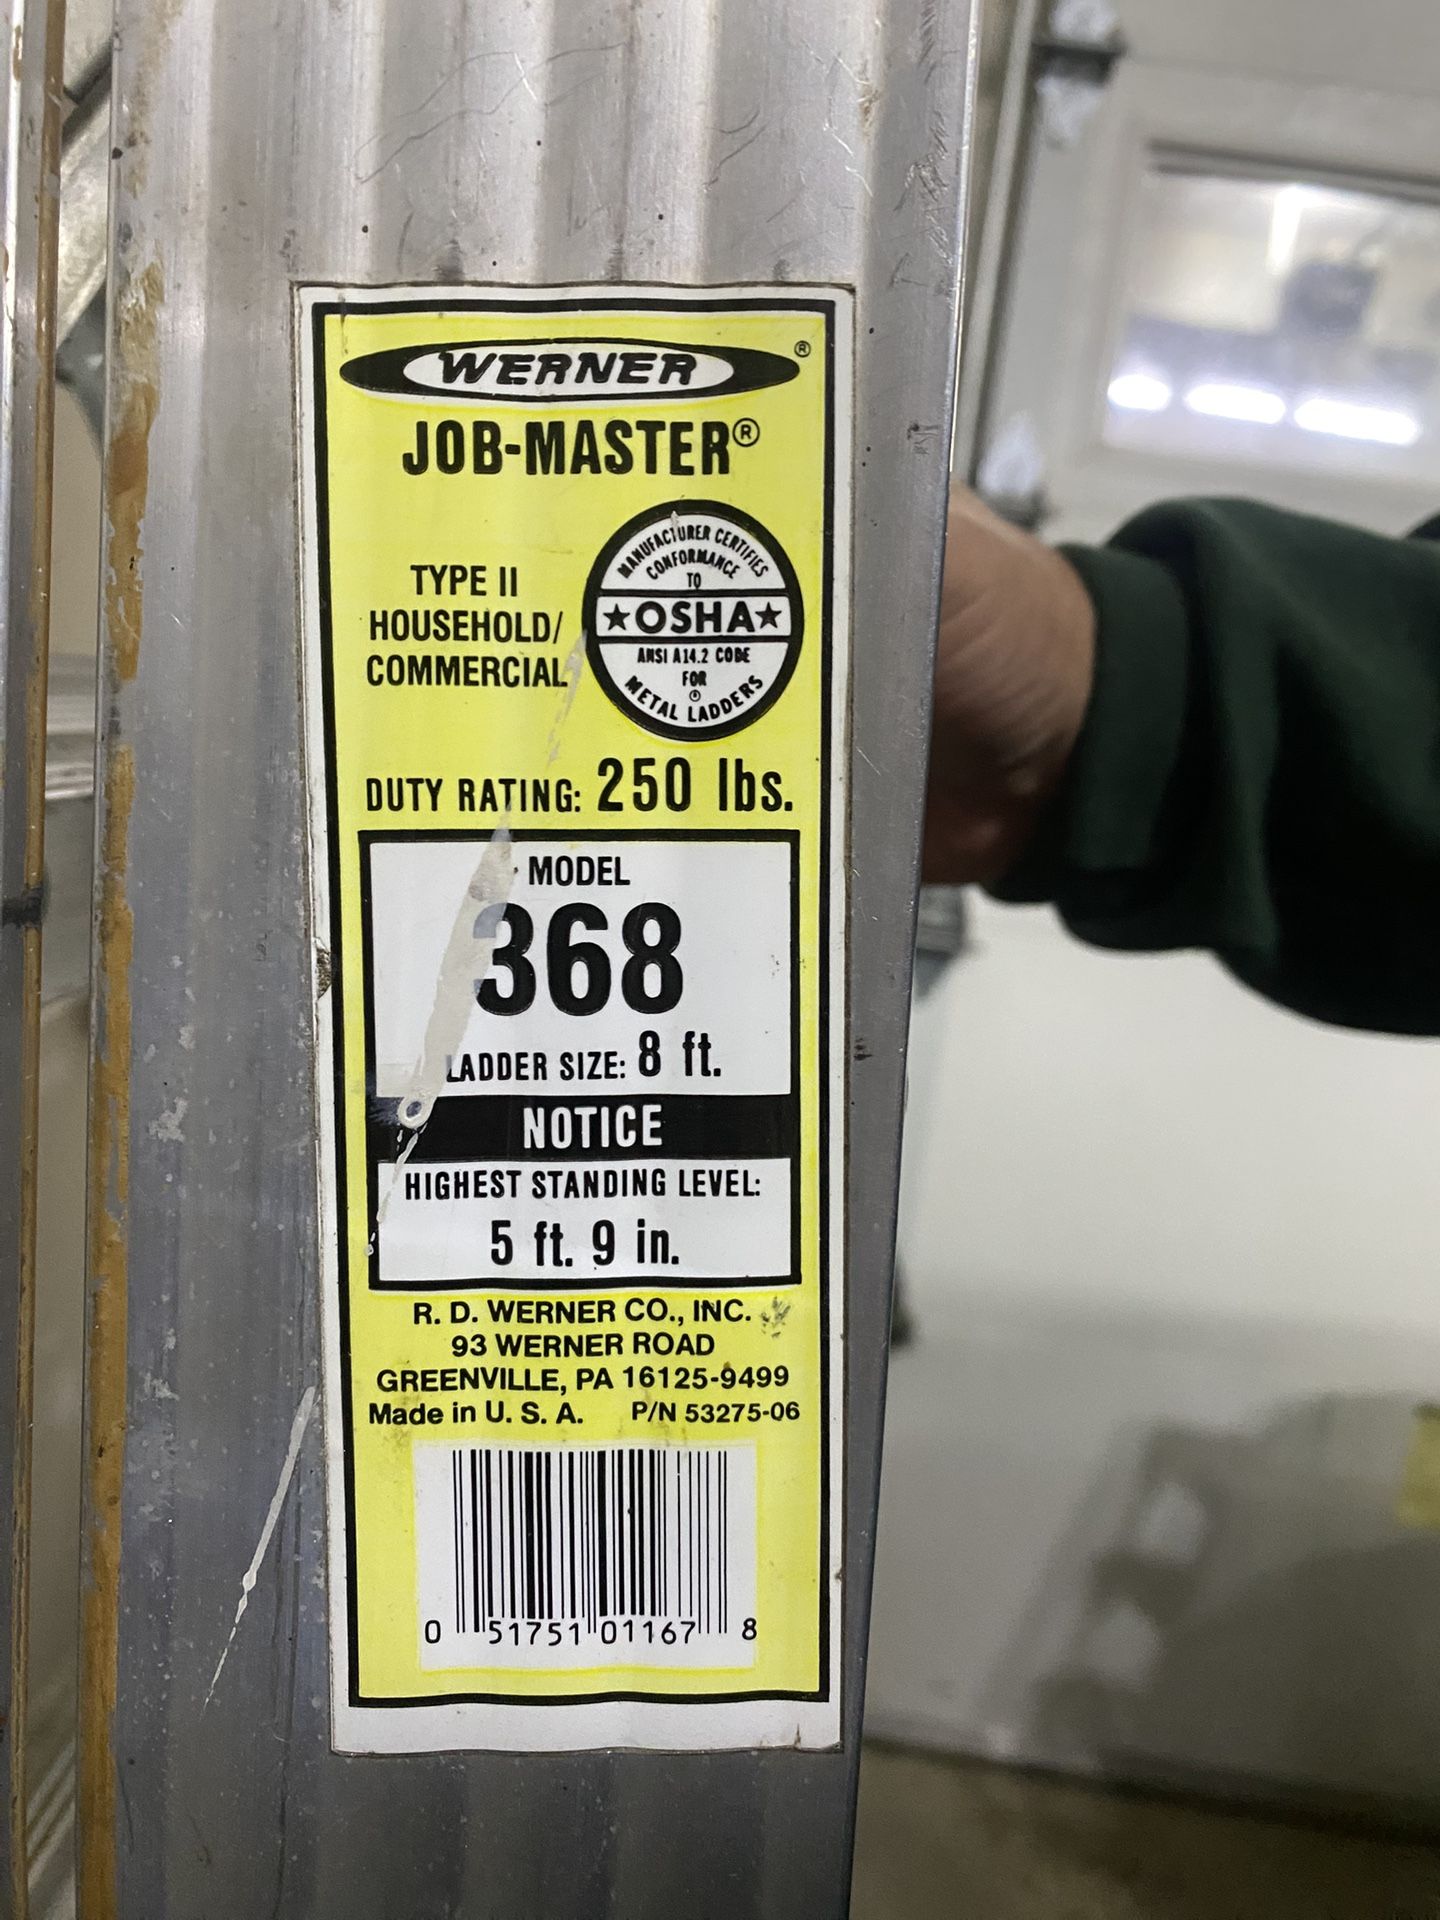 WERNER®
JOB-MASTER®
TYPE II
HOUSEHOLD/
COMMERCIAL
MANUFACTURER CERTIFIES
CONFORMANCE
TO
★OSHA★
ANSI A14.2 CODE
FOR
METAL LADDERS
DUTY RATING: 250 lbs.
MODEL
368
LADDER SIZE: 8 ft.
NOTICE
HIGHEST STANDING LEVEL:
5 ft. 9 in.
R. D. WERNER CO., INC.
93 WERNER ROAD
GREENVILLE, PA 16125-9499
Made in U. S. A. P/N 53275-06
0 51751 01167 8